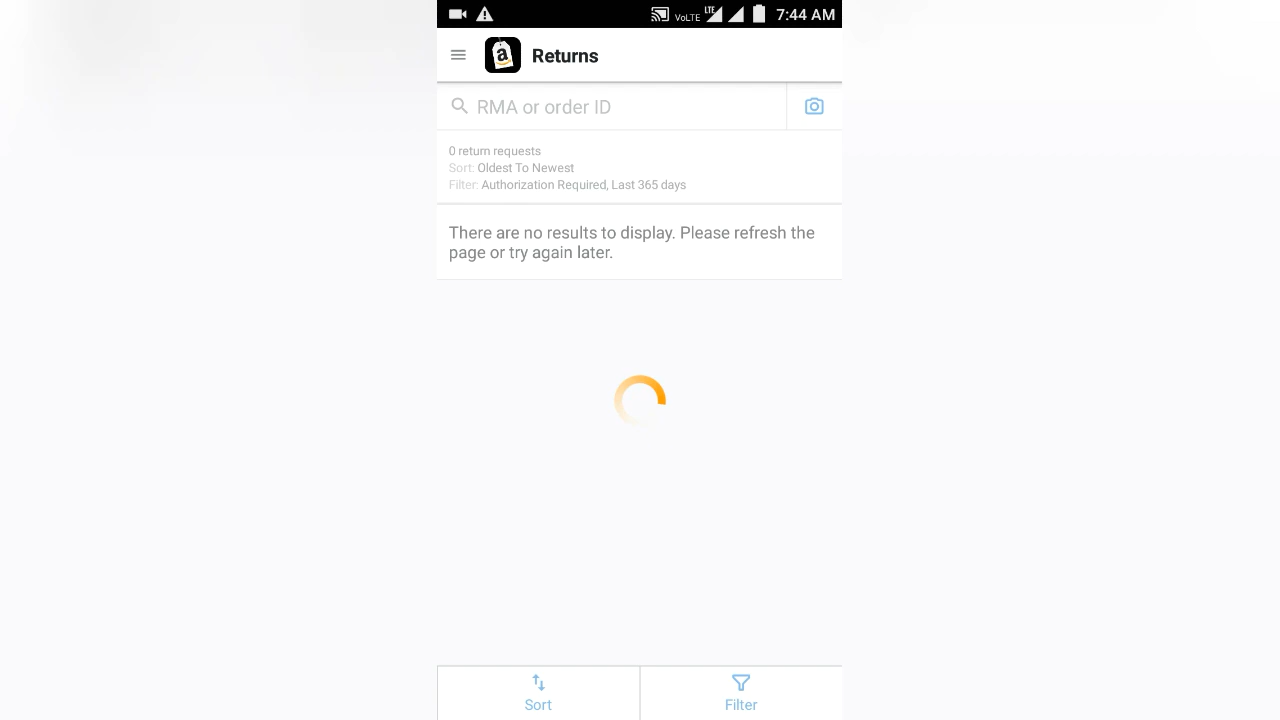 VoLTE LTE 7:44 AM
a Returns
RMA or order ID
0 return requests
Sort: Oldest To Newest
Filter: Authorization Required, Last 365 days
There are no results to display. Please refresh the
page or try again later.
Sort Filter